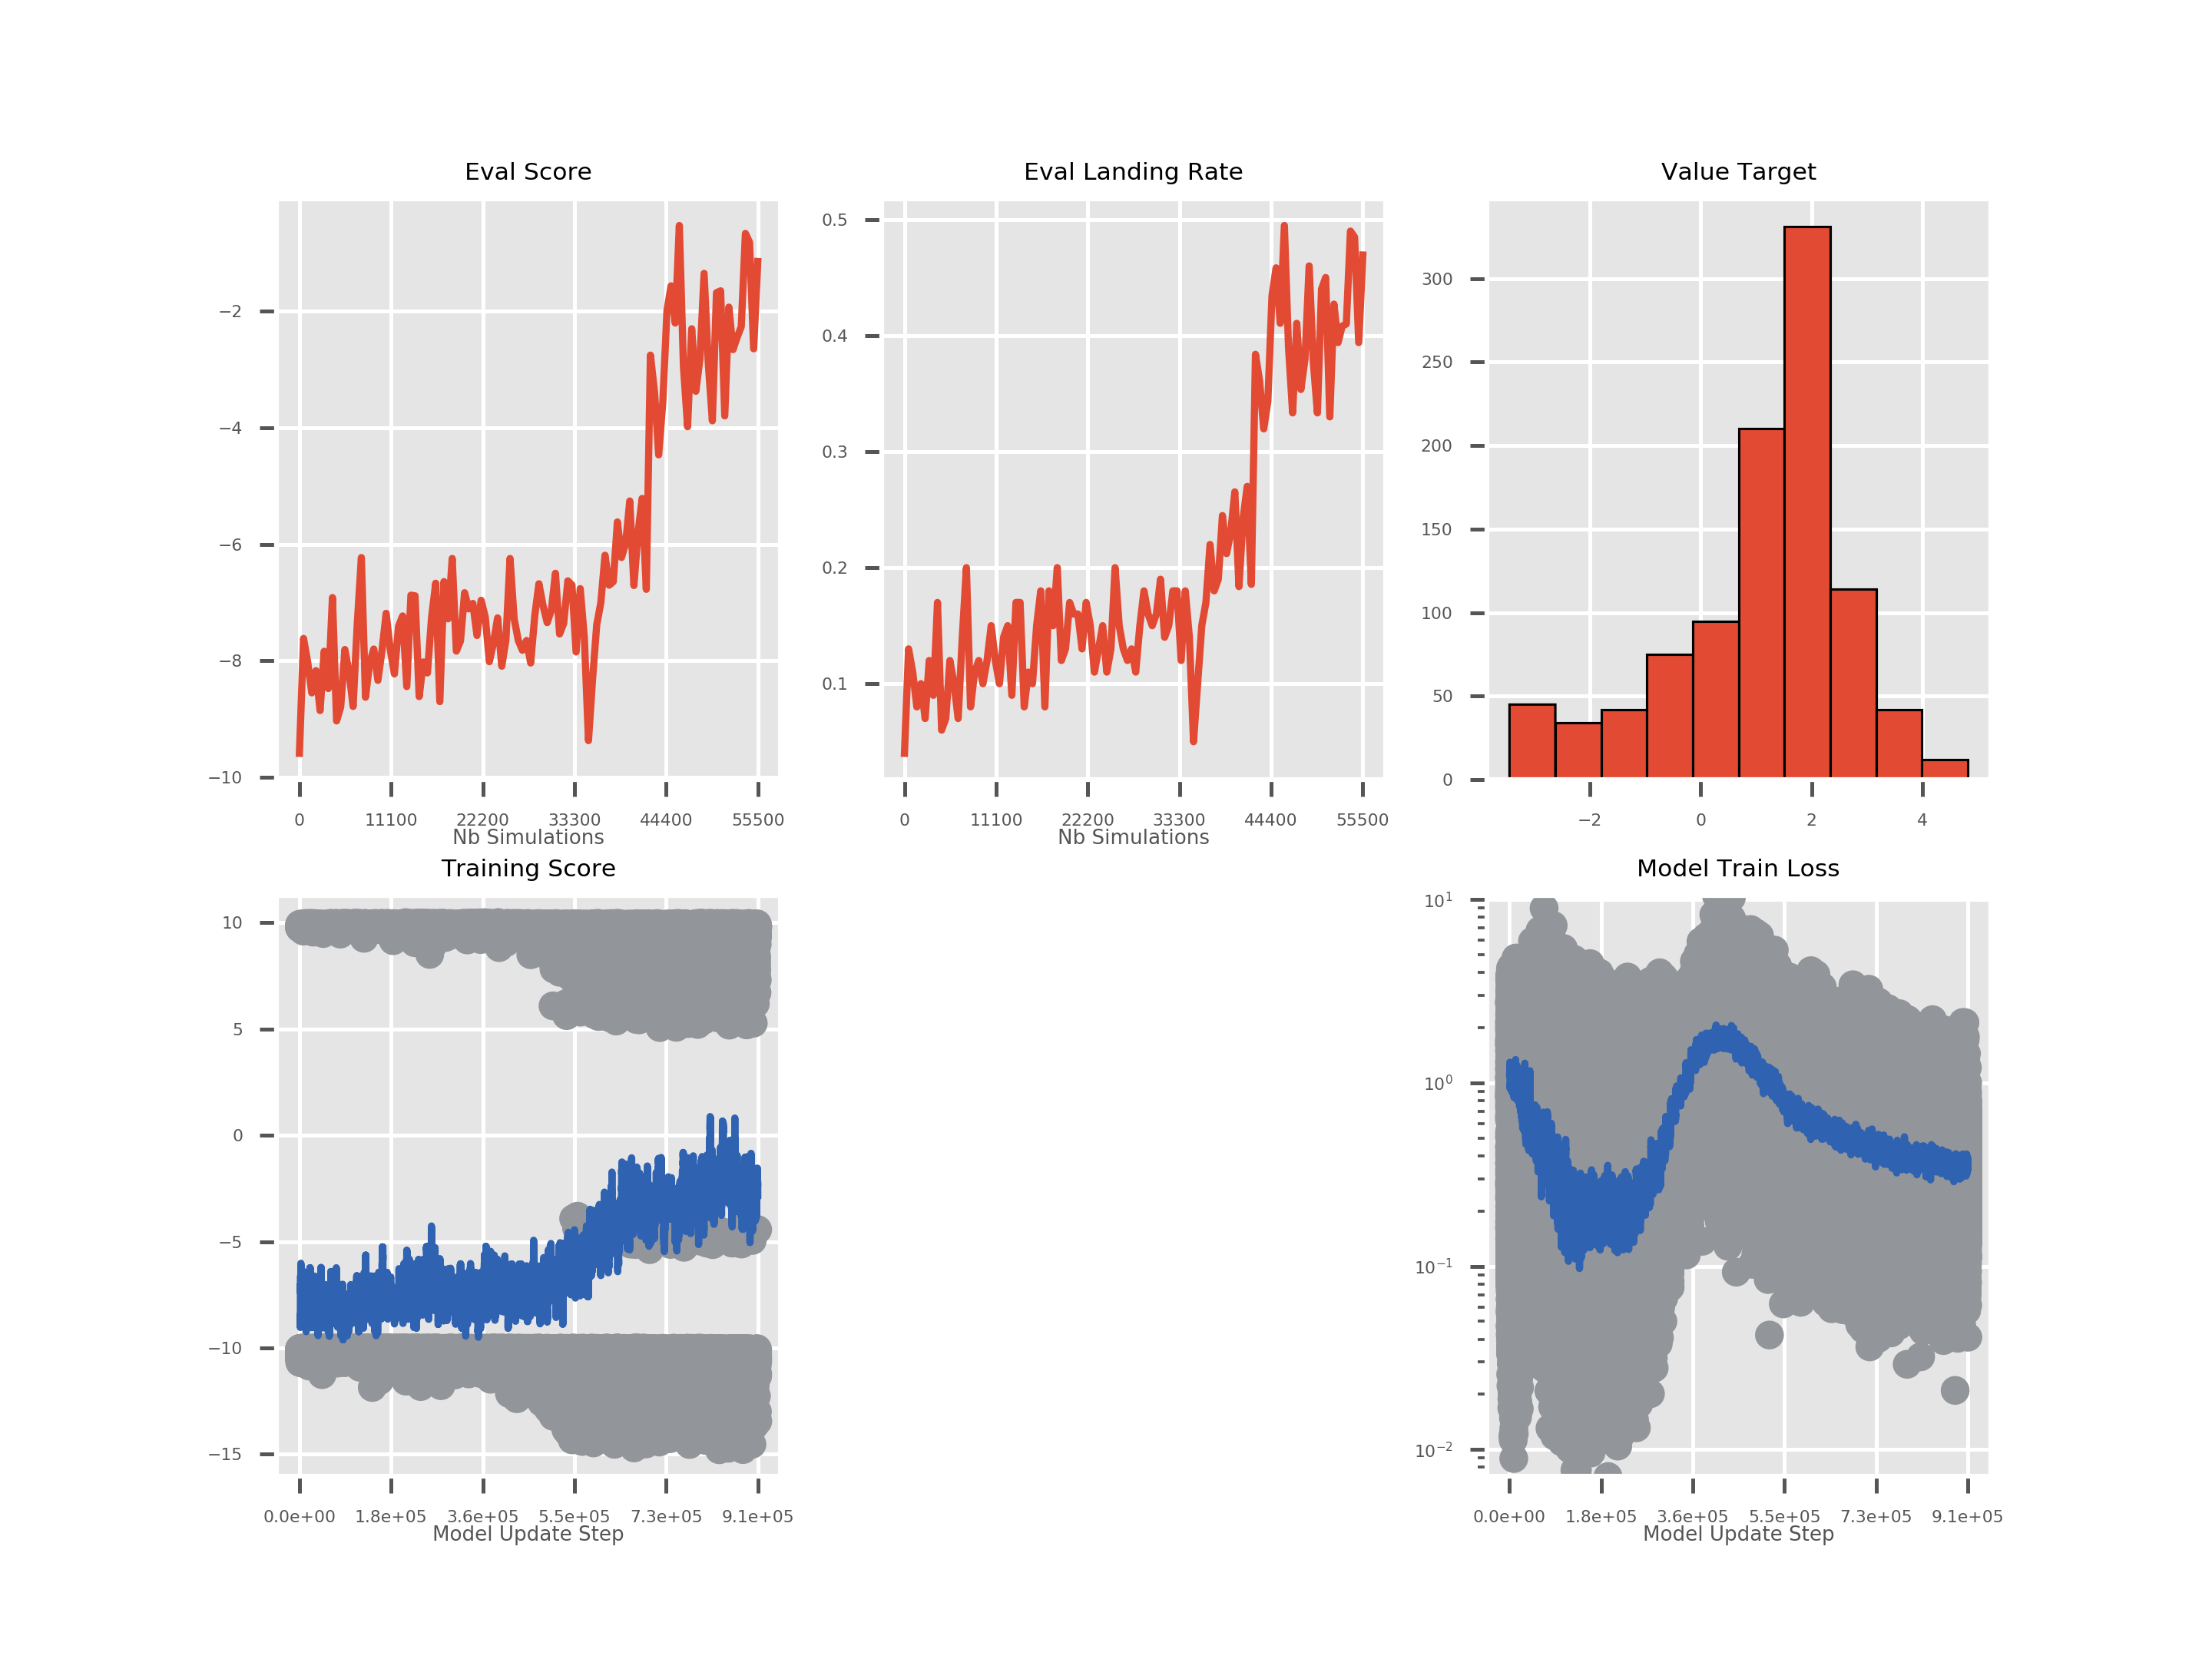 Eval Score
−2
−4
−6
−8
−10
0 11100 22200 33300 44400 55500
Nb Simulations
Eval Landing Rate
0.5
0.4
0.3
0.2
0.1
0 11100 22200 33300 44400 55500
Nb Simulations
Value Target
300
250
200
150
100
50
0
−2 0 2 4
Training Score
10
5
0
−5
−10
−15
0.0e+00 1.8e+05 3.6e+05 5.5e+05 7.3e+05 9.1e+05
Model Update Step
Model Train Loss
10¹
10⁰
10⁻¹
10⁻²
0.0e+00 1.8e+05 3.6e+05 5.5e+05 7.3e+05 9.1e+05
Model Update Step